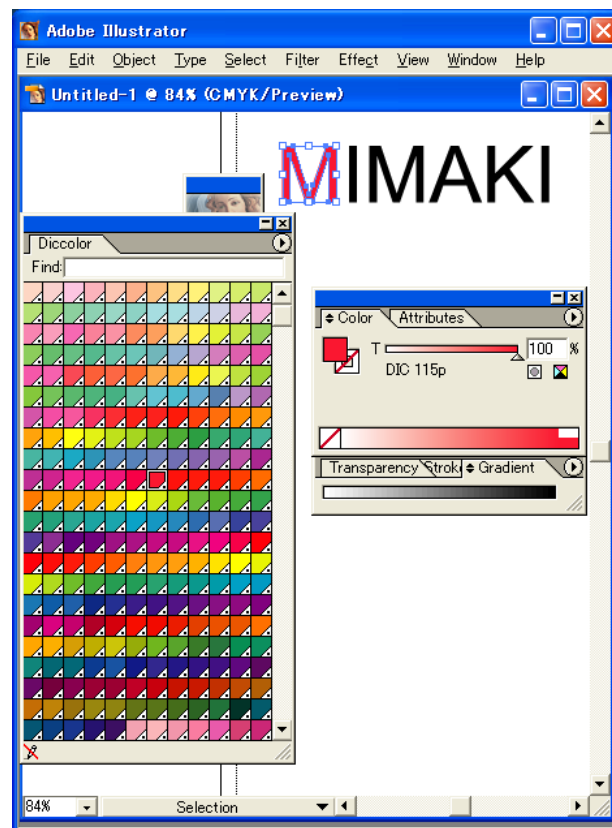 Adobe Illustrator
File Edit Object Type Select Filter Effect View Window Help
Untitled-1 @ 84% (CMYK/Preview)
MIMAKI
Diccolor
Find:
Color Attributes
T 100 %
DIC 115p
Transparency Stroke Gradient
84% Selection